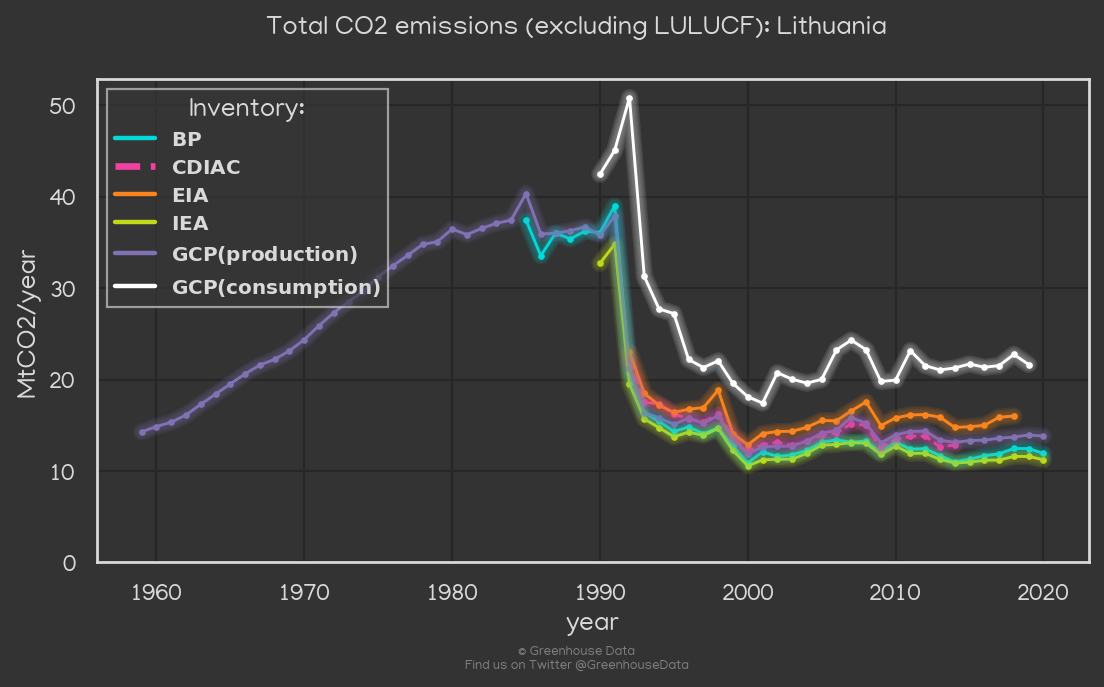 Total CO2 emissions (excluding LULUCF): Lithuania
Inventory:
BP
CDIAC
EIA
IEA
GCP(production)
GCP(consumption)
MtCO2/year
50
40
30
20
10
0
1960 1970 1980 1990 2000 2010 2020
year
© Greenhouse Data
Find us on Twitter @GreenhouseData